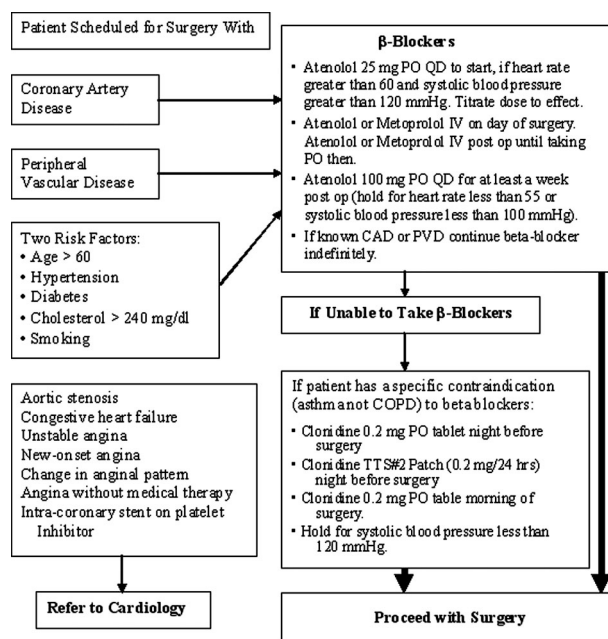 Patient Scheduled for Surgery With
Coronary Artery
Disease
Peripheral
Vascular Disease
Two Risk Factors:
• Age > 60
• Hypertension
• Diabetes
• Cholesterol > 240 mg/dl
• Smoking
β-Blockers
• Atenolol 25 mg PO QD to start, if heart rate
greater than 60 and systolic blood pressure
greater than 120 mmHg. Titrate dose to effect.
• Atenolol or Metoprolol IV on day of surgery.
Atenolol or Metoprolol IV post op until taking
PO then.
• Atenolol 100 mg PO QD for at least a week
post op (hold for heart rate less than 55 or
systolic blood pressure less than 100 mmHg).
• If known CAD or PVD continue beta-blocker
indefinitely.
If Unable to Take β-Blockers
If patient has a specific contraindication
(asthma not COPD) to beta blockers:
• Clonidine 0.2 mg PO tablet night before
surgery
• Clonidine TTS#2 Patch (0.2 mg/24 hrs)
night before surgery
• Clonidine 0.2 mg PO table morning of
surgery.
• Hold for systolic blood pressure less than
120 mmHg.
Aortic stenosis
Congestive heart failure
Unstable angina
New-onset angina
Change in anginal pattern
Angina without medical therapy
Intra-coronary stent on platelet
Inhibitor
Refer to Cardiology
Proceed with Surgery